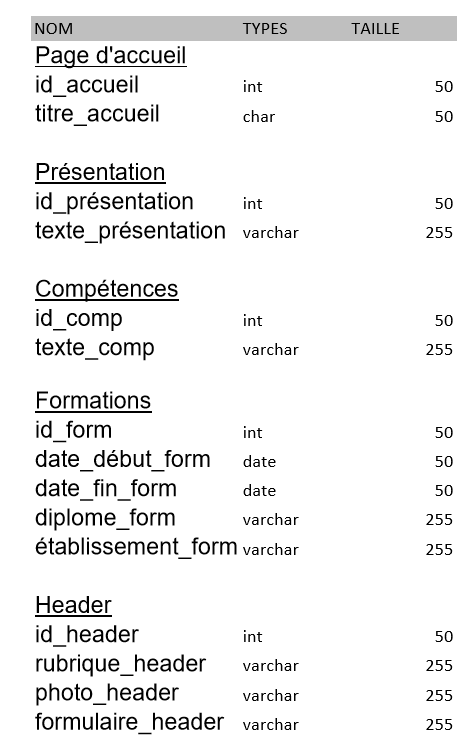 NOM TYPES TAILLE
Page d'accueil
id_accueil int 50
titre_accueil char 50
Présentation
id_présentation int 50
texte_présentation varchar 255
Compétences
id_comp int 50
texte_comp varchar 255
Formations
id_form int 50
date_début_form date 50
date_fin_form date 50
diplome_form varchar 255
établissement_form varchar 255
Header
id_header int 50
rubrique_header varchar 255
photo_header varchar 255
formulaire_header varchar 255